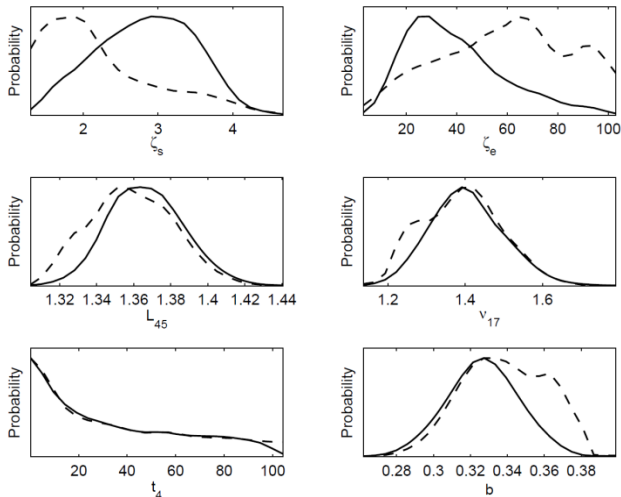 Probability
2 3 4
ζs
Probability
20 40 60 80 100
ζe
Probability
1.32 1.34 1.36 1.38 1.4 1.42 1.44
L45
Probability
1.2 1.4 1.6
ν17
Probability
20 40 60 80 100
t4
Probability
0.28 0.3 0.32 0.34 0.36 0.38
b